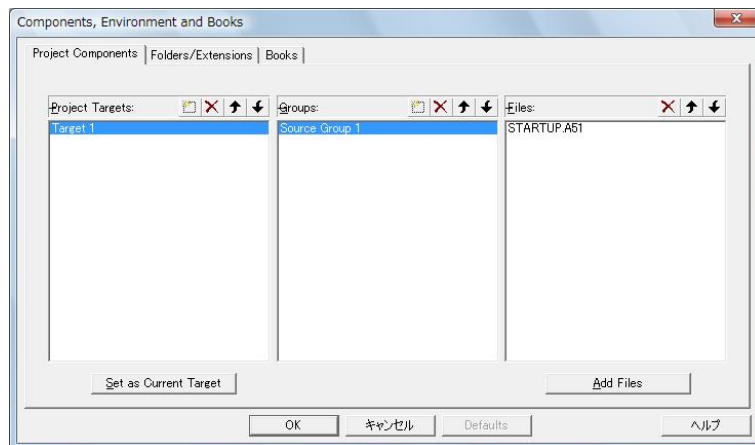 Components, Environment and Books
Project Components | Folders/Extensions | Books
Project Targets:
Target 1
Set as Current Target
Groups:
Source Group 1
Files:
STARTUP.A51
Add Files
OK
キャンセル
Defaults
ヘルプ